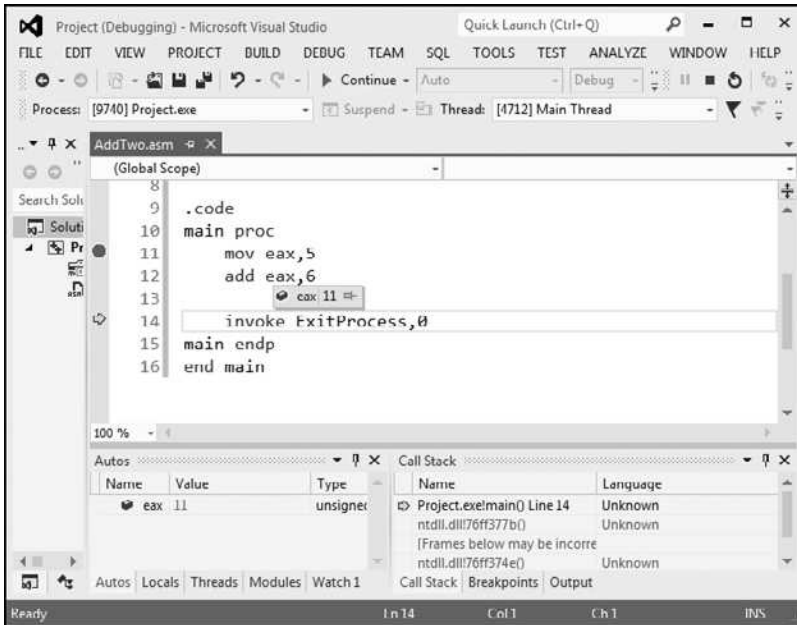 Project (Debugging) - Microsoft Visual Studio
Quick Launch (Ctrl+Q)
FILE EDIT VIEW PROJECT BUILD DEBUG TEAM SQL TOOLS TEST ANALYZE WINDOW HELP
Continue - Auto Debug
Process: [9740] Project.exe Suspend Thread: [4712] Main Thread
AddTwo.asm
(Global Scope)
Search Solu
Soluti
Pr
8
9 .code
10 main proc
11 mov eax,5
12 add eax,6
13
eax 11
14 invoke ExitProcess,0
15 main endp
16 end main
100 %
Autos
Name Value Type
eax 11 unsigned
Autos Locals Threads Modules Watch 1
Call Stack
Name Language
Project.exe!main() Line 14 Unknown
ntdll.dll!76ff377b() Unknown
[Frames below may be incorre
ntdll.dll!76ff374e() Unknown
Call Stack Breakpoints Output
Ready Ln 14 Col 1 Ch 1 INS